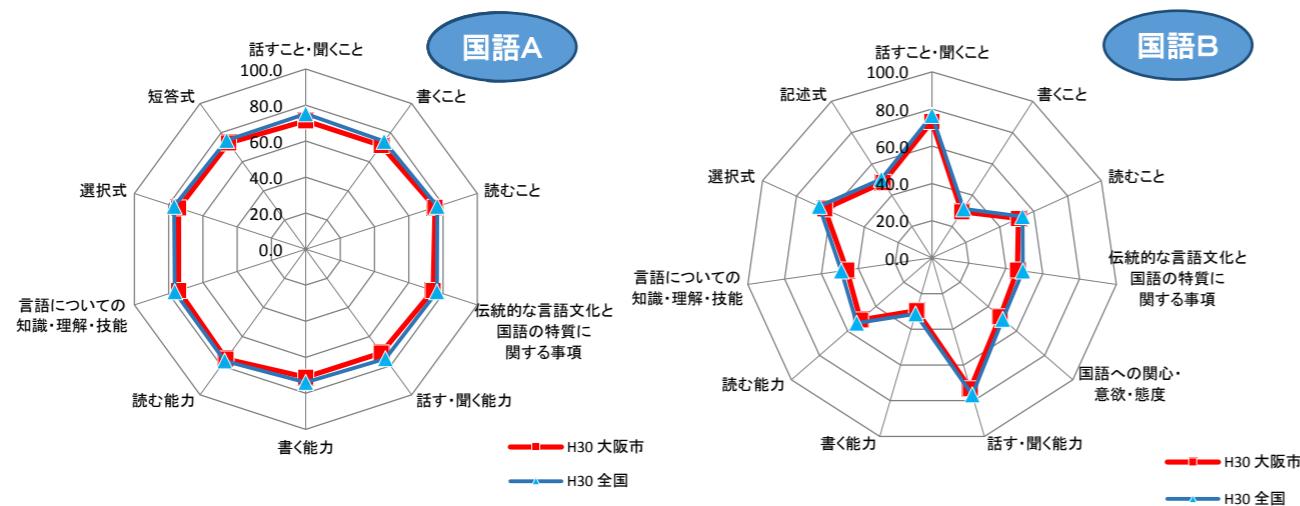 国語A
話すこと・聞くこと
書くこと
読むこと
伝統的な言語文化と
国語の特質に
関する事項
話す・聞く能力
書く能力
読む能力
言語についての
知識・理解・技能
選択式
短答式
100.0
80.0
60.0
40.0
20.0
0.0
H30 大阪市
H30 全国
国語B
話すこと・聞くこと
書くこと
読むこと
伝統的な言語文化と
国語の特質に
関する事項
国語への関心・
意欲・態度
話す・聞く能力
書く能力
読む能力
言語についての
知識・理解・技能
選択式
記述式
100.0
80.0
60.0
40.0
20.0
0.0
H30 大阪市
H30 全国